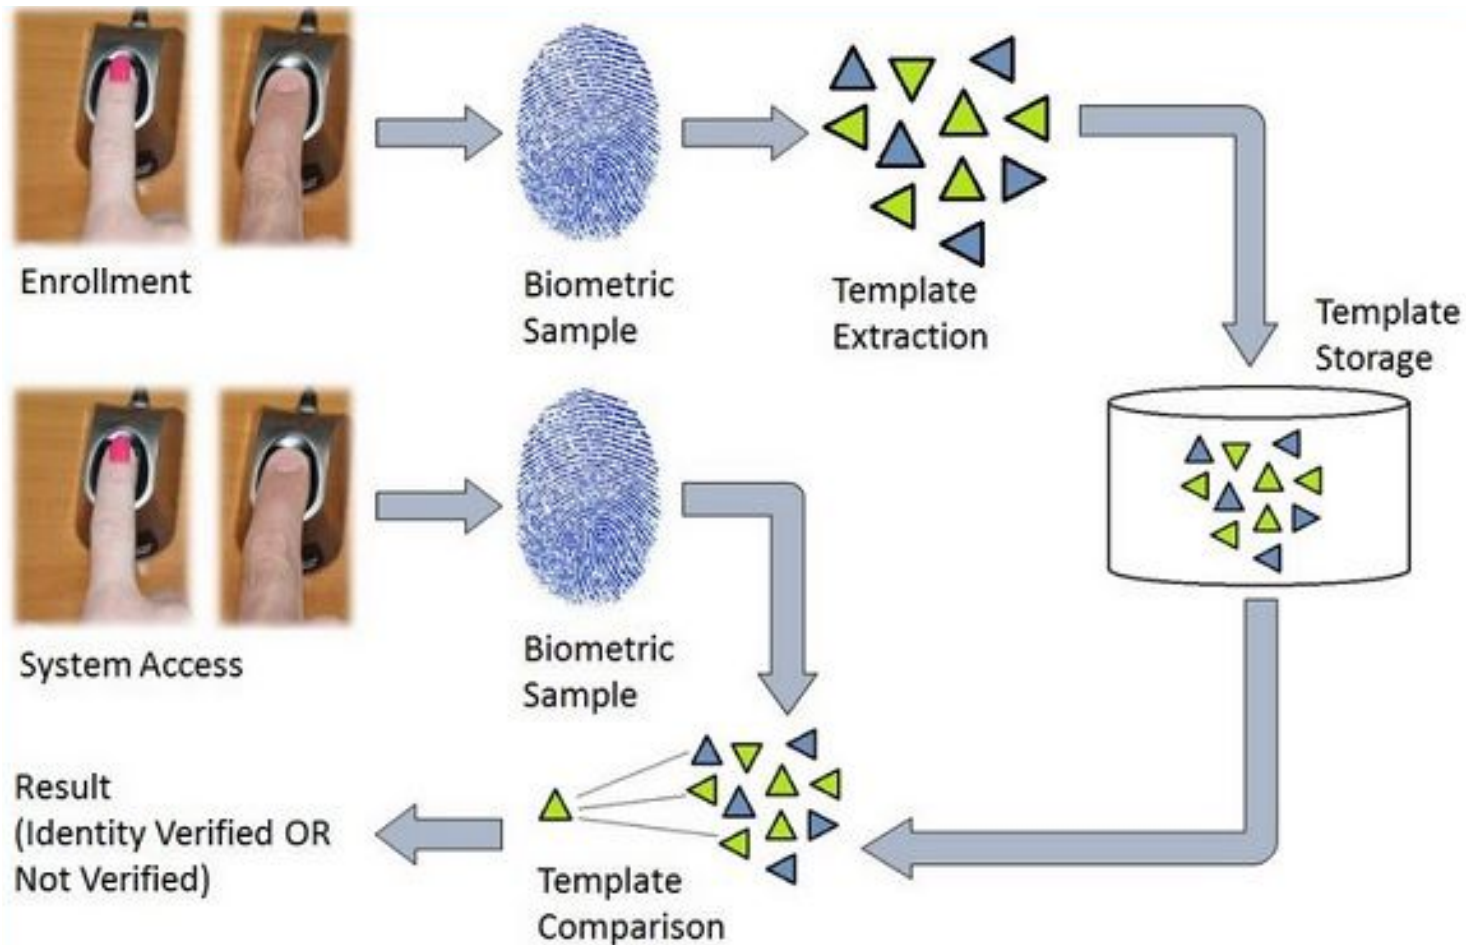 Enrollment
Biometric
Sample
Template
Extraction
Template
Storage
System Access
Biometric
Sample
Result
(Identity Verified OR
Not Verified)
Template
Comparison